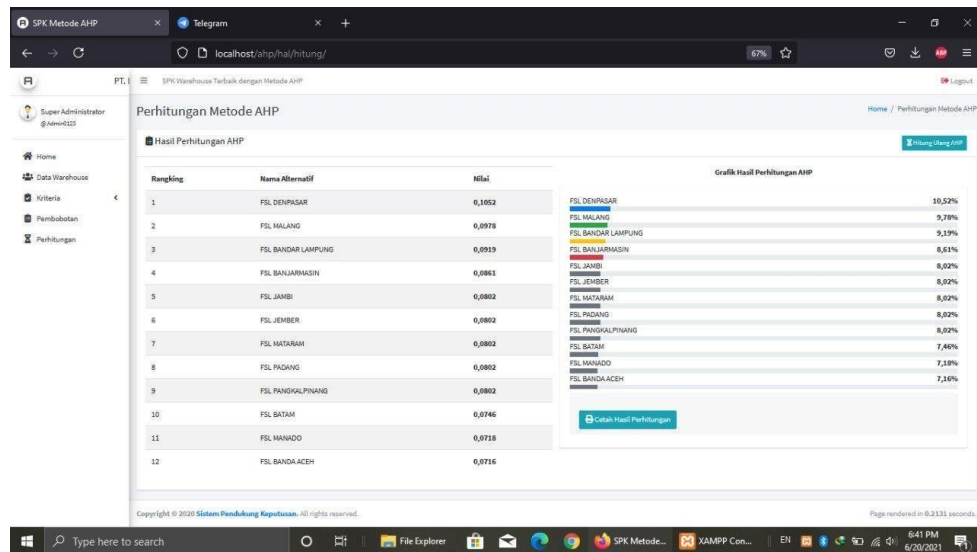 SPK Metode AHP
Telegram
localhost/ahp/hal/hitung/
67%
ABP
PT. I
SPK Warehouse Terbaik dengan Metode AHP
Logout
Super Administrator
@Admin0123
Home
Data Warehouse
Kriteria
Pembobotan
Perhitungan
Perhitungan Metode AHP
Home / Perhitungan Metode AHP
Hasil Perhitungan AHP
Hitung Ulang AHP
Rangking Nama Alternatif Nilai
1 FSL DENPASAR 0,1052
2 FSL MALANG 0,0978
3 FSL BANDAR LAMPUNG 0,0919
4 FSL BANJARMASIN 0,0861
5 FSL JAMBI 0,0802
6 FSL JEMBER 0,0802
7 FSL MATARAM 0,0802
8 FSL PADANG 0,0802
9 FSL PANGKALPINANG 0,0802
10 FSL BATAM 0,0746
11 FSL MANADO 0,0718
12 FSL BANDA ACEH 0,0716
Grafik Hasil Perhitungan AHP
FSL DENPASAR 10,52%
FSL MALANG 9,78%
FSL BANDAR LAMPUNG 9,19%
FSL BANJARMASIN 8,61%
FSL JAMBI 8,02%
FSL JEMBER 8,02%
FSL MATARAM 8,02%
FSL PADANG 8,02%
FSL PANGKALPINANG 8,02%
FSL BATAM 7,46%
FSL MANADO 7,18%
FSL BANDA ACEH 7,16%
Cetak Hasil Perhitungan
Copyright © 2020 Sistem Pendukung Keputusan. All rights reserved.
Page rendered in 0.2131 seconds.
Type here to search
File Explorer
SPK Metode...
XAMPP Con...
EN
6:41 PM
6/20/2021